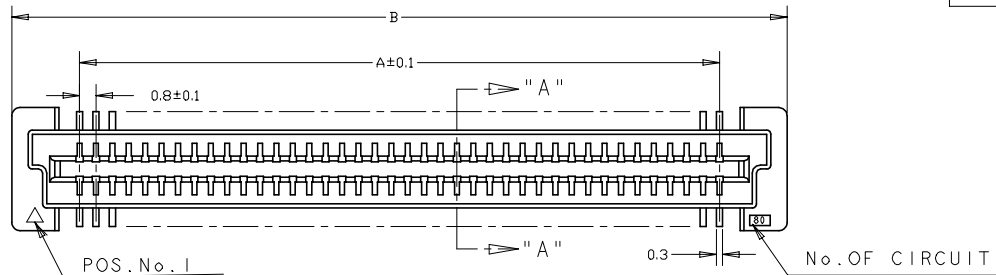 B
A±0.1
0.8±0.1
"A"
80
0.3
"A"
POS.No.1
No.OF CIRCUIT